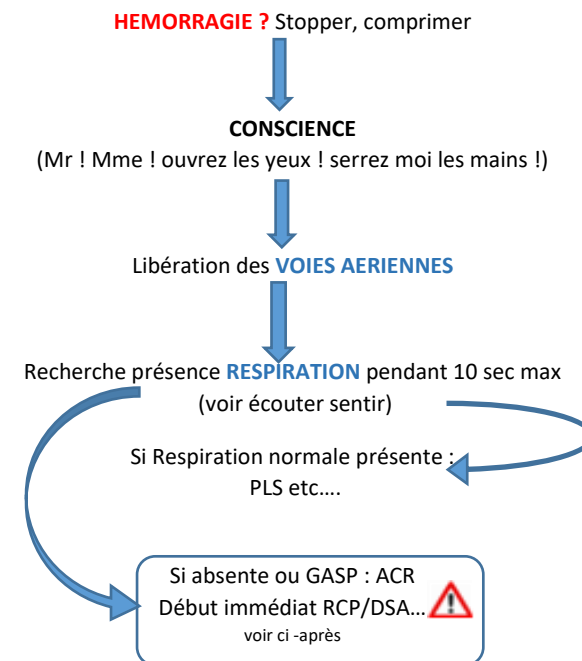 HEMORRAGIE ? Stopper, comprimer
CONSCIENCE
(Mr ! Mme ! ouvrez les yeux ! serrez moi les mains !)
Libération des VOIES AERIENNES
Recherche présence RESPIRATION pendant 10 sec max
(voir écouter sentir)
Si Respiration normale présente :
PLS etc….
Si absente ou GASP : ACR
Début immédiat RCP/DSA…
voir ci -après